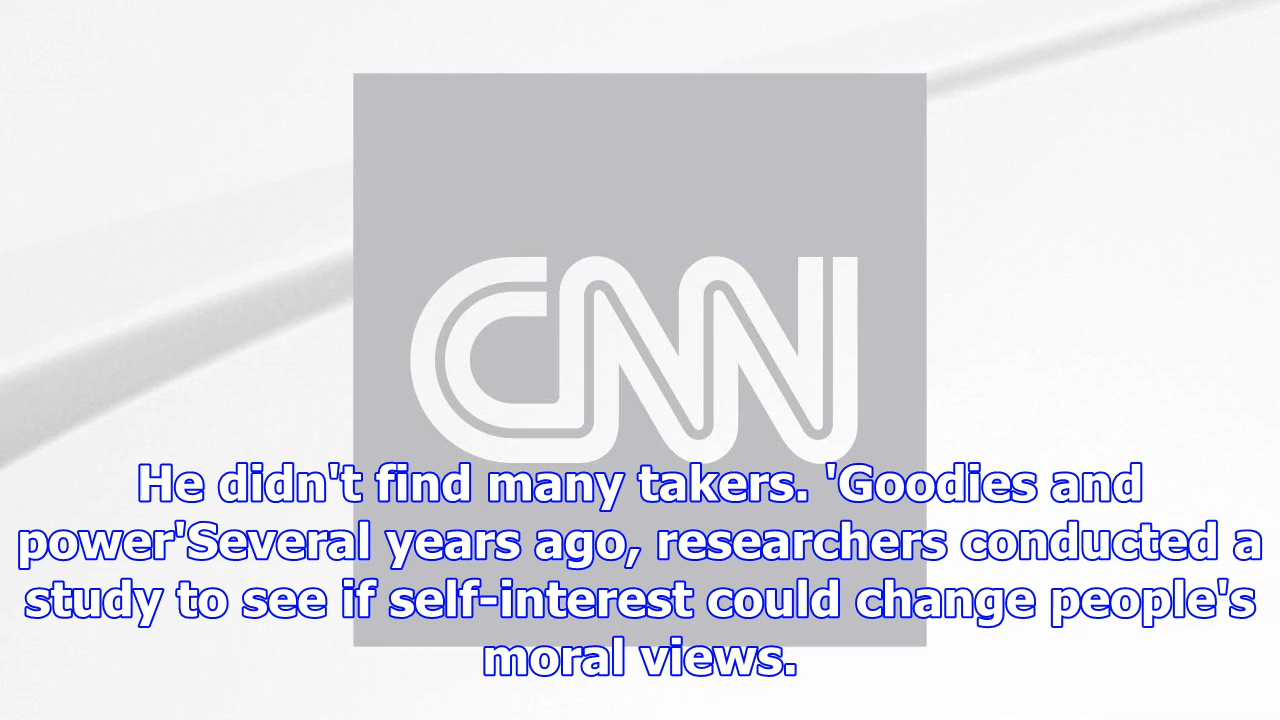 CNN
He didn't find many takers. 'Goodies and
power'Several years ago, researchers conducted a
study to see if self-interest could change people's
moral views.